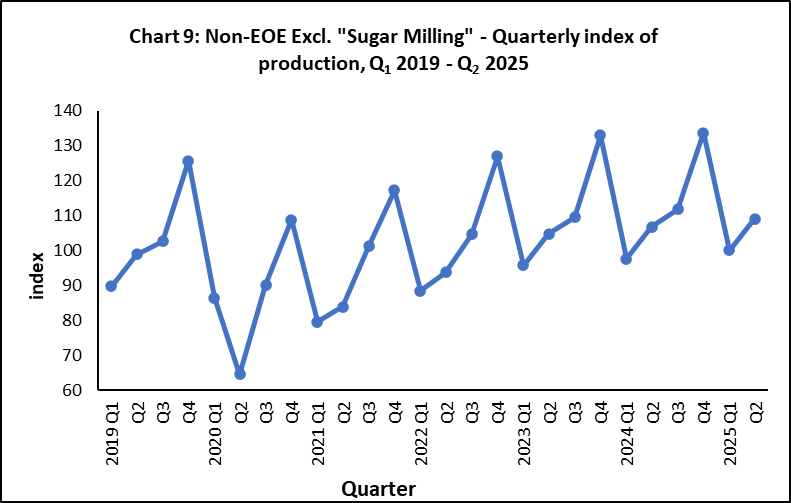 Chart 9: Non-EOE Excl. "Sugar Milling" - Quarterly index of
production, Q1 2019 - Q2 2025
140
130
120
110
100
90
80
70
60
index
2019 Q1
Q2
Q3
Q4
2020 Q1
Q2
Q3
Q4
2021 Q1
Q2
Q3
Q4
2022 Q1
Q2
Q3
Q4
2023 Q1
Q2
Q3
Q4
2024 Q1
Q2
Q3
Q4
2025 Q1
Q2
Quarter